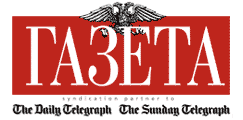 ГАЗЕТА
syndication partner to
The Daily Telegraph The Sunday Telegraph